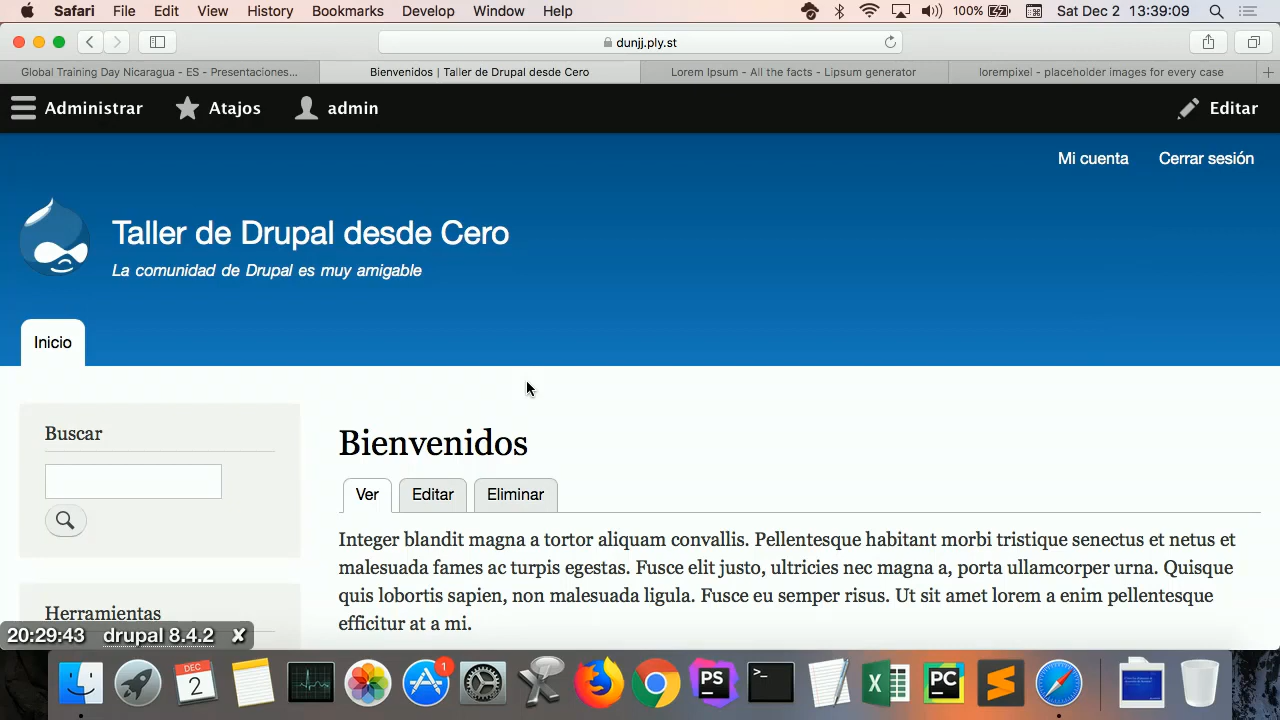 Safari File Edit View History Bookmarks Develop Window Help 100% Sat Dec 2 13:39:09
dunjj.ply.st
Global Training Day Nicaragua - ES - Presentaciones... Bienvenidos | Taller de Drupal desde Cero Lorem Ipsum - All the facts - Lipsum generator lorempixel - placeholder images for every case
Administrar Atajos admin Editar
Mi cuenta Cerrar sesión
Taller de Drupal desde Cero
La comunidad de Drupal es muy amigable
Inicio
Buscar
Bienvenidos
Ver Editar Eliminar
Integer blandit magna a tortor aliquam convallis. Pellentesque habitant morbi tristique senectus et netus et
malesuada fames ac turpis egestas. Fusce elit justo, ultricies nec magna a, porta ullamcorper urna. Quisque
quis lobortis sapien, non malesuada ligula. Fusce eu semper risus. Ut sit amet lorem a enim pellentesque
efficitur at a mi.
Herramientas
20:29:43 drupal 8.4.2 ✘
DEC
2
1
PS
>_
PC